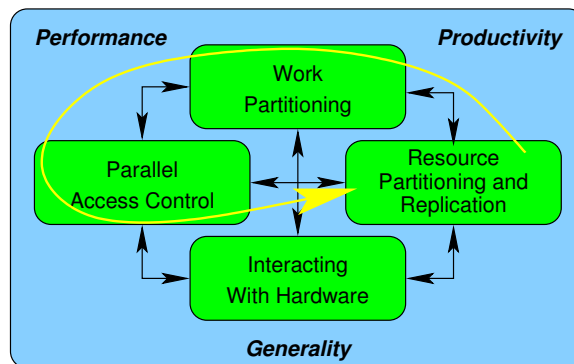 Performance
Productivity
Work
Partitioning
Parallel
Access Control
Resource
Partitioning and
Replication
Interacting
With Hardware
Generality